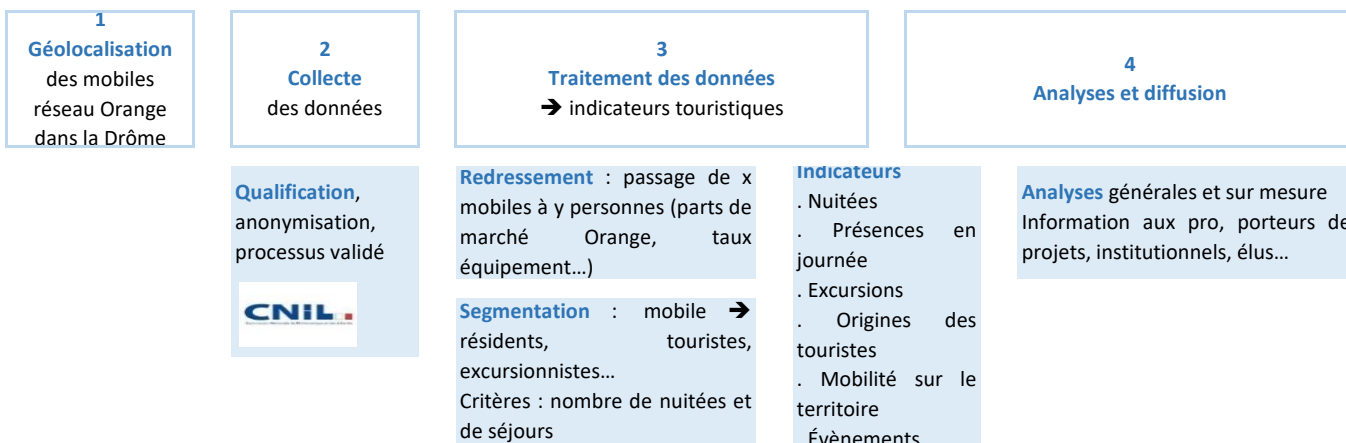 1
Géolocalisation
des mobiles
réseau Orange
dans la Drôme
2
Collecte
des données
3
Traitement des données
➔ indicateurs touristiques
4
Analyses et diffusion
Qualification,
anonymisation,
processus validé
CNIL
Redressement : passage de x
mobiles à y personnes (parts de
marché Orange, taux
équipement…)
Segmentation : mobile ➔
résidents, touristes,
excursionnistes…
Critères : nombre de nuitées et
de séjours
Indicateurs
. Nuitées
. Présences en
journée
. Excursions
. Origines des
touristes
. Mobilité sur le
territoire
. Évènements
Analyses générales et sur mesure
Information aux pro, porteurs de
projets, institutionnels, élus…